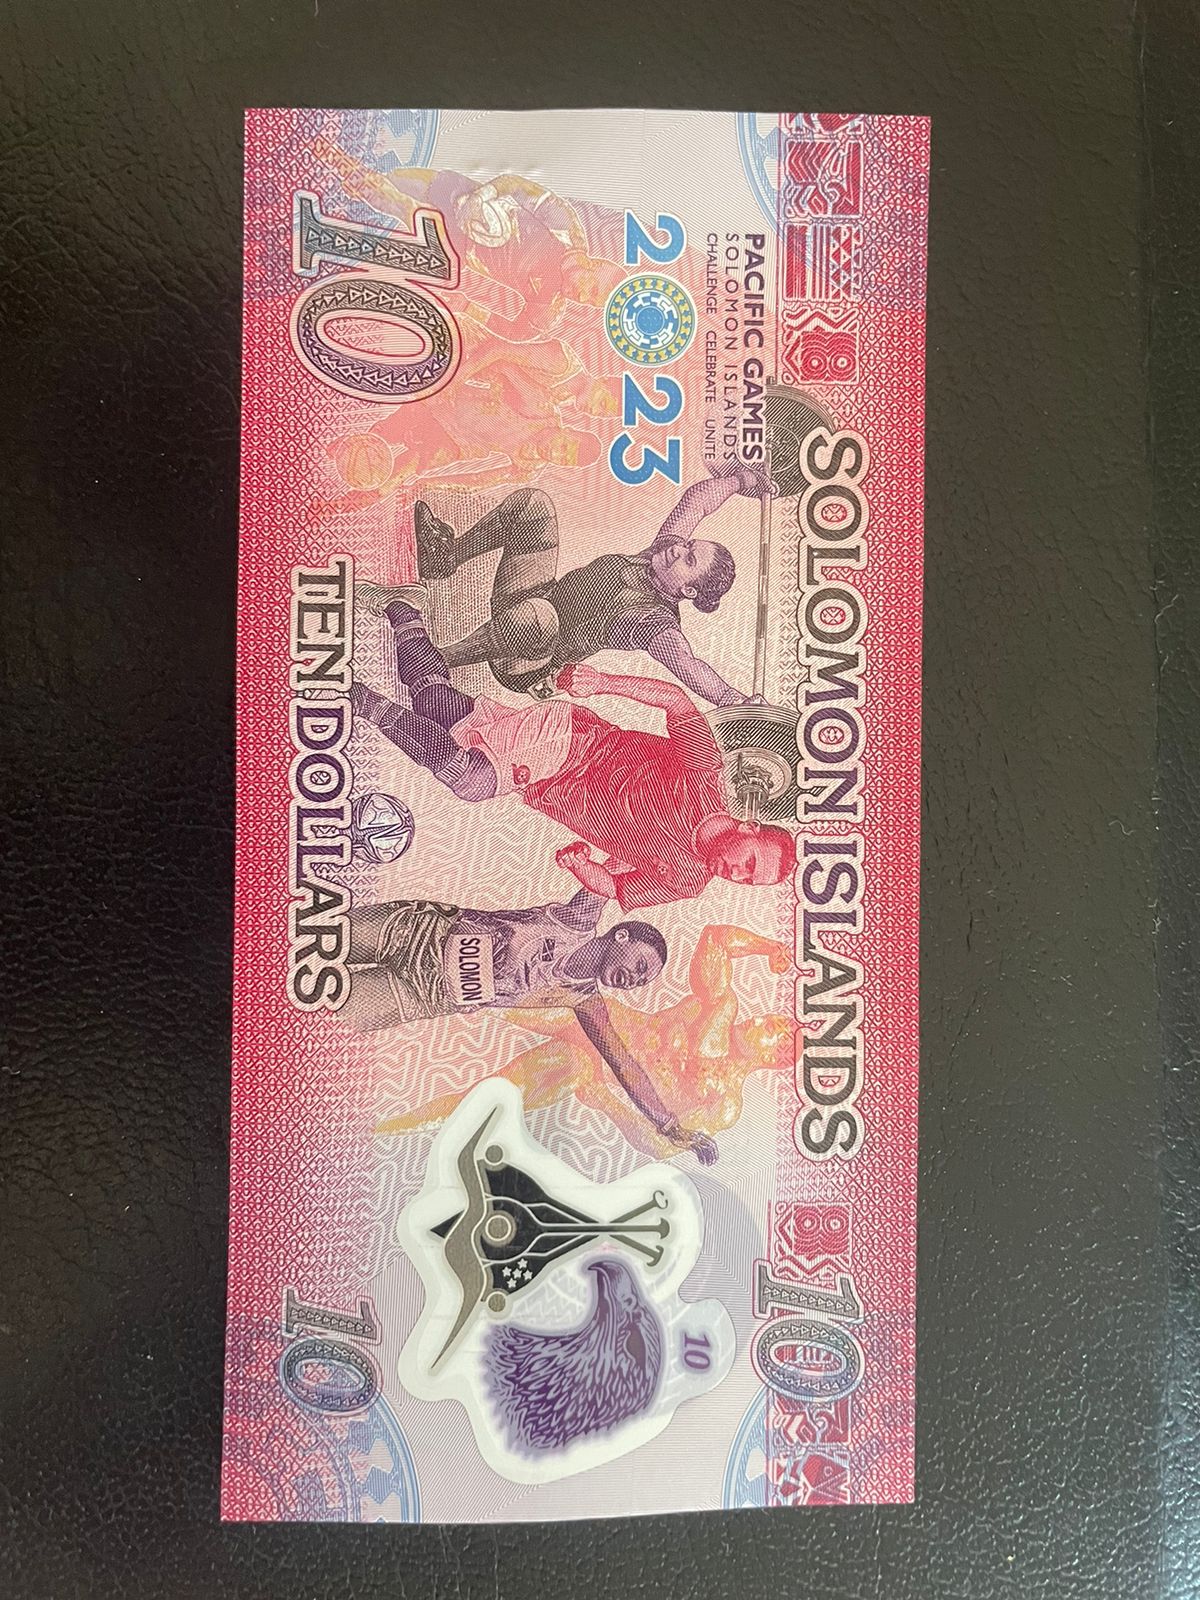 PACIFIC GAMES
SOLOMON ISLANDS
CHALLENGE CELEBRATE UNITE
2023
10
SOLOMON ISLANDS
10
10
SOLOMON
TEN DOLLARS
10